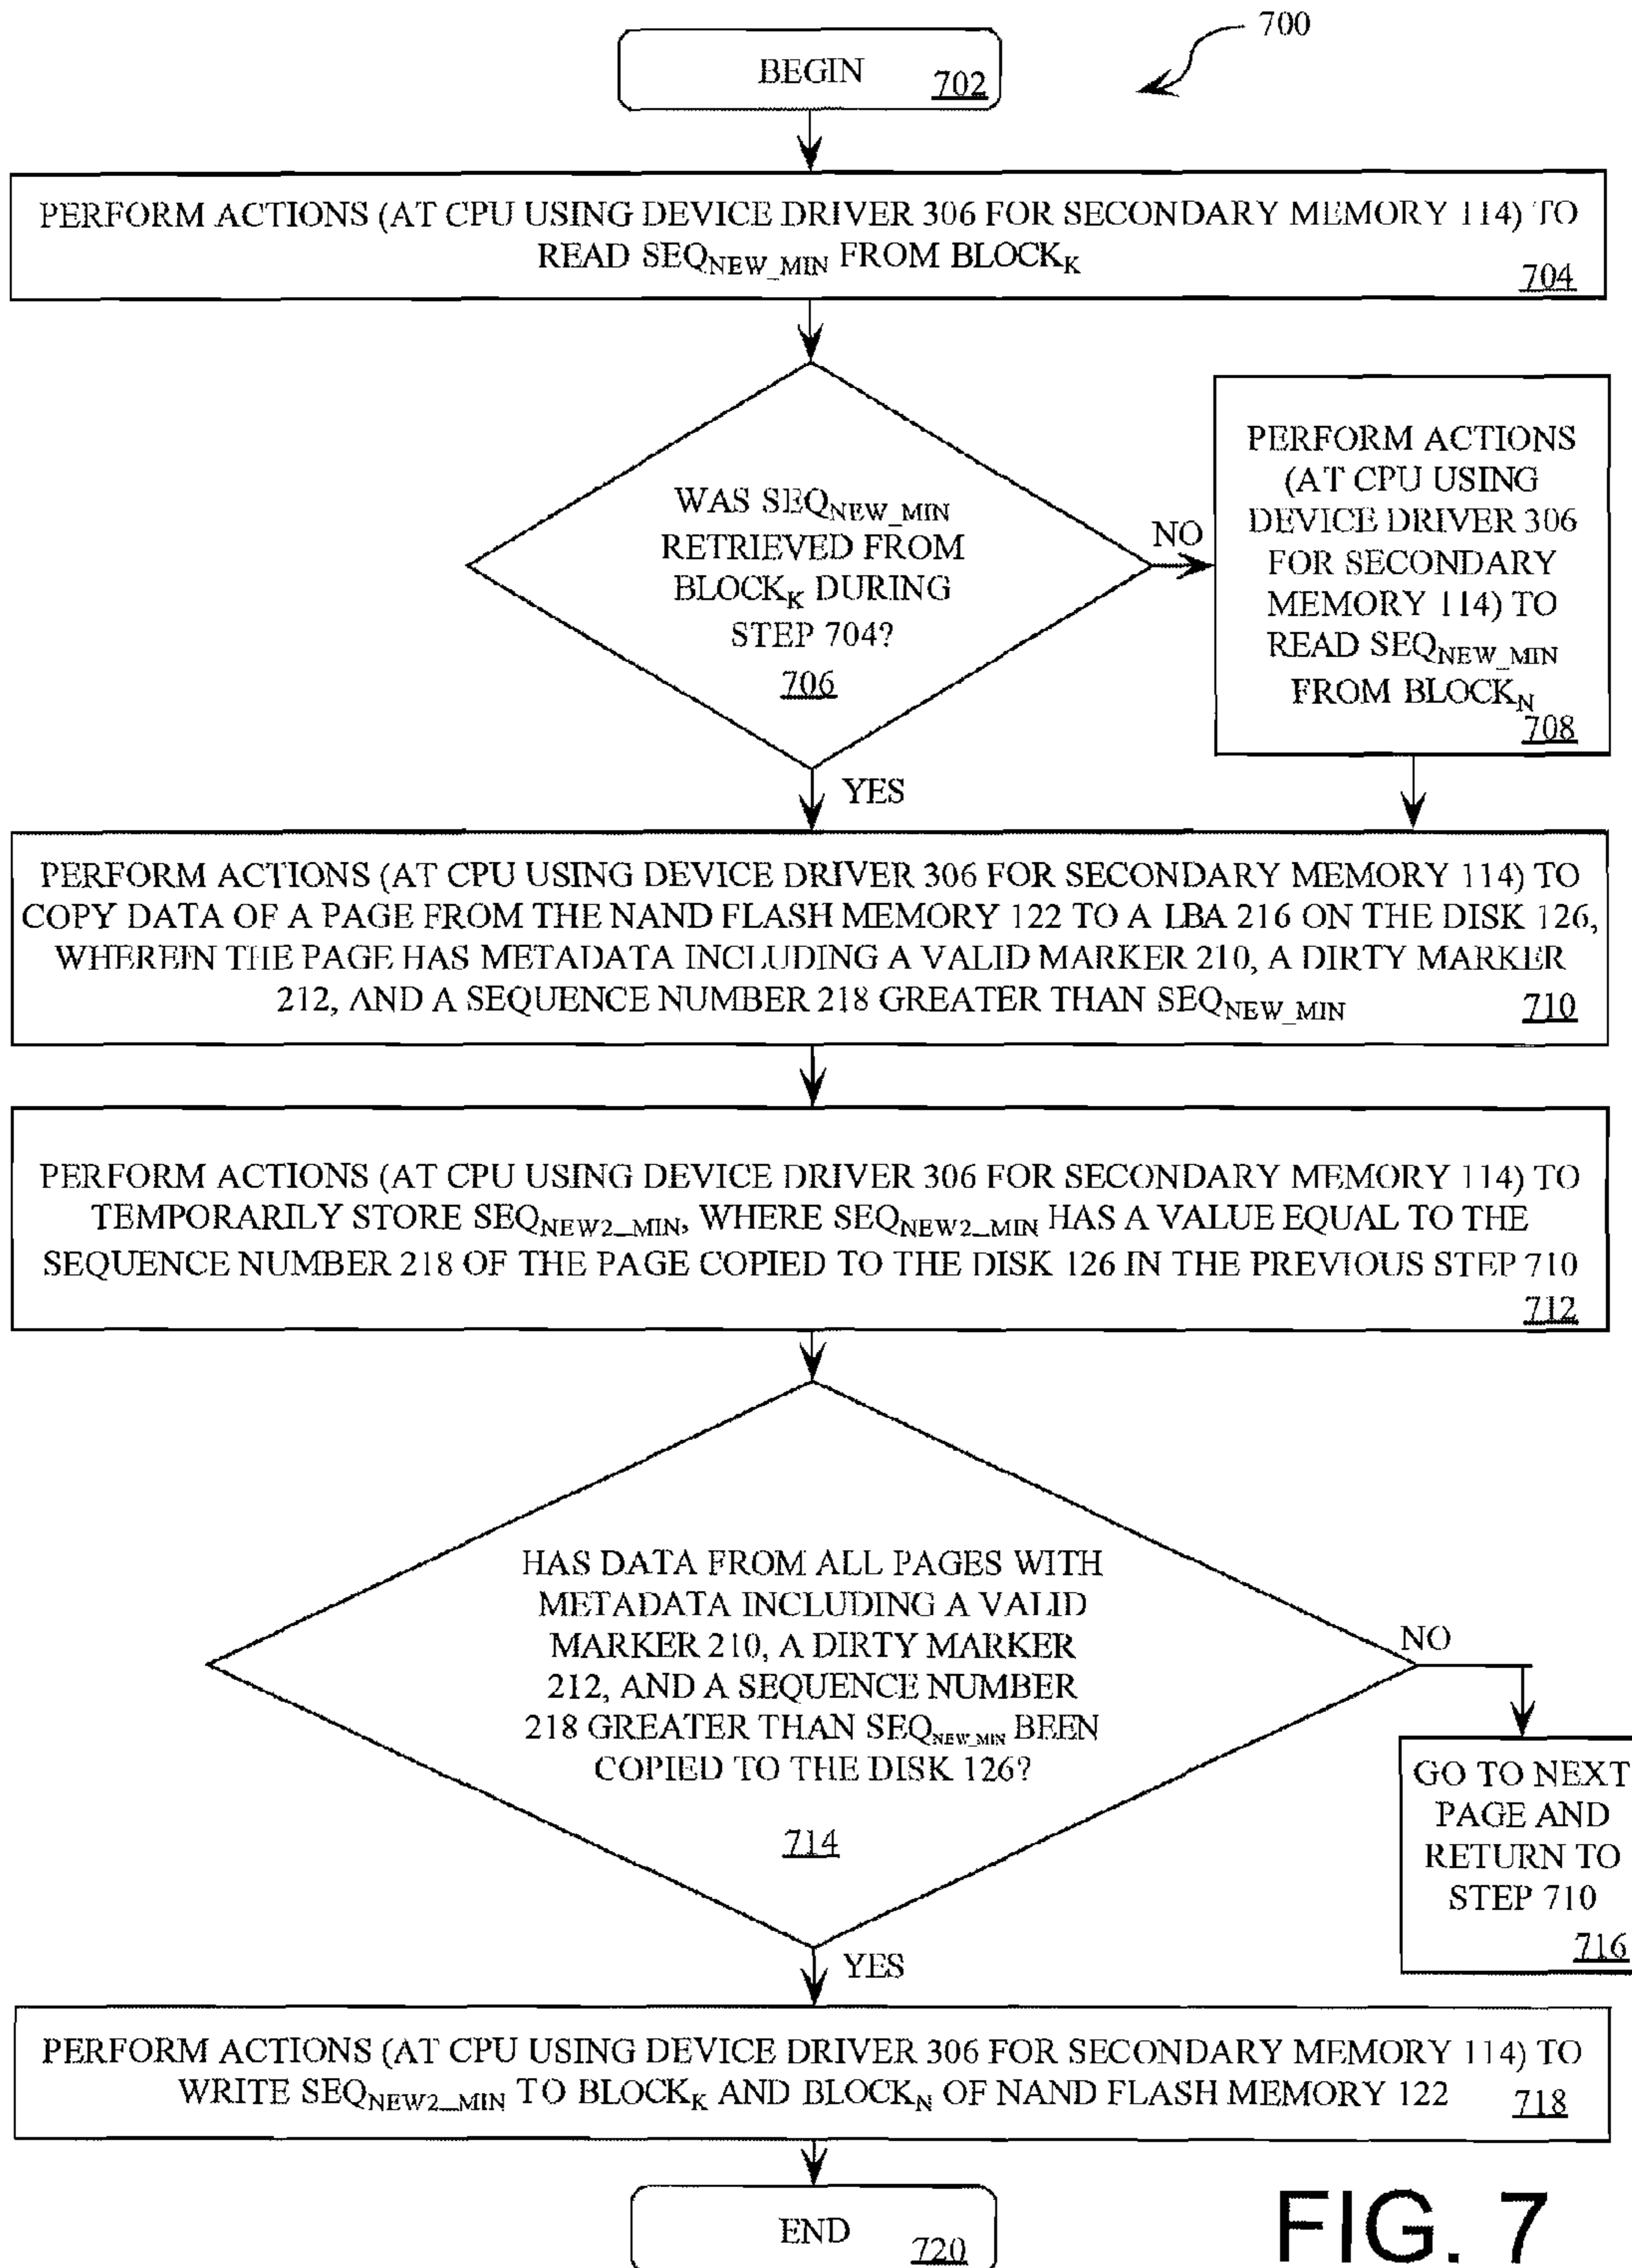 700
BEGIN 702
PERFORM ACTIONS (AT CPU USING DEVICE DRIVER 306 FOR SECONDARY MEMORY 114) TO
READ SEQNEW_MIN FROM BLOCKK
704
WAS SEQNEW_MIN
RETRIEVED FROM
BLOCKK DURING
STEP 704?
706
NO
PERFORM ACTIONS
(AT CPU USING
DEVICE DRIVER 306
FOR SECONDARY
MEMORY 114) TO
READ SEQNEW_MIN
FROM BLOCKN
708
YES
PERFORM ACTIONS (AT CPU USING DEVICE DRIVER 306 FOR SECONDARY MEMORY 114) TO
COPY DATA OF A PAGE FROM THE NAND FLASH MEMORY 122 TO A LBA 216 ON THE DISK 126,
WHEREIN THE PAGE HAS METADATA INCLUDING A VALID MARKER 210, A DIRTY MARKER
212, AND A SEQUENCE NUMBER 218 GREATER THAN SEQNEW_MIN 710
PERFORM ACTIONS (AT CPU USING DEVICE DRIVER 306 FOR SECONDARY MEMORY 114) TO
TEMPORARILY STORE SEQNEW2_MIN, WHERE SEQNEW2_MIN HAS A VALUE EQUAL TO THE
SEQUENCE NUMBER 218 OF THE PAGE COPIED TO THE DISK 126 IN THE PREVIOUS STEP 710
712
HAS DATA FROM ALL PAGES WITH
METADATA INCLUDING A VALID
MARKER 210, A DIRTY MARKER
212, AND A SEQUENCE NUMBER
218 GREATER THAN SEQNEW_MIN BEEN
COPIED TO THE DISK 126?
714
NO
GO TO NEXT
PAGE AND
RETURN TO
STEP 710
716
YES
PERFORM ACTIONS (AT CPU USING DEVICE DRIVER 306 FOR SECONDARY MEMORY 114) TO
WRITE SEQNEW2_MIN TO BLOCKK AND BLOCKN OF NAND FLASH MEMORY 122 718
END 720
FIG. 7